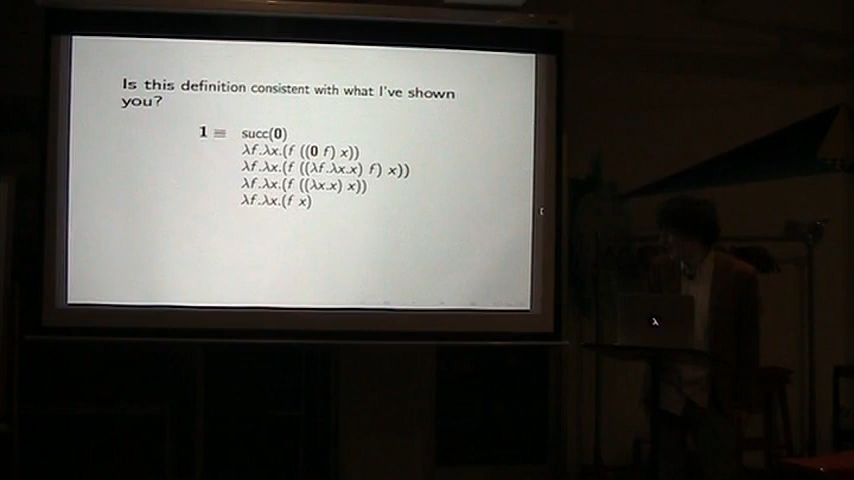 Is this definition consistent with what I've shown
you?
1 ≡ succ(0)
λf.λx.(f ((0 f) x))
λf.λx.(f ((λf.λx.x) f) x))
λf.λx.(f ((λx.x) x))
λf.λx.(f x)
λ